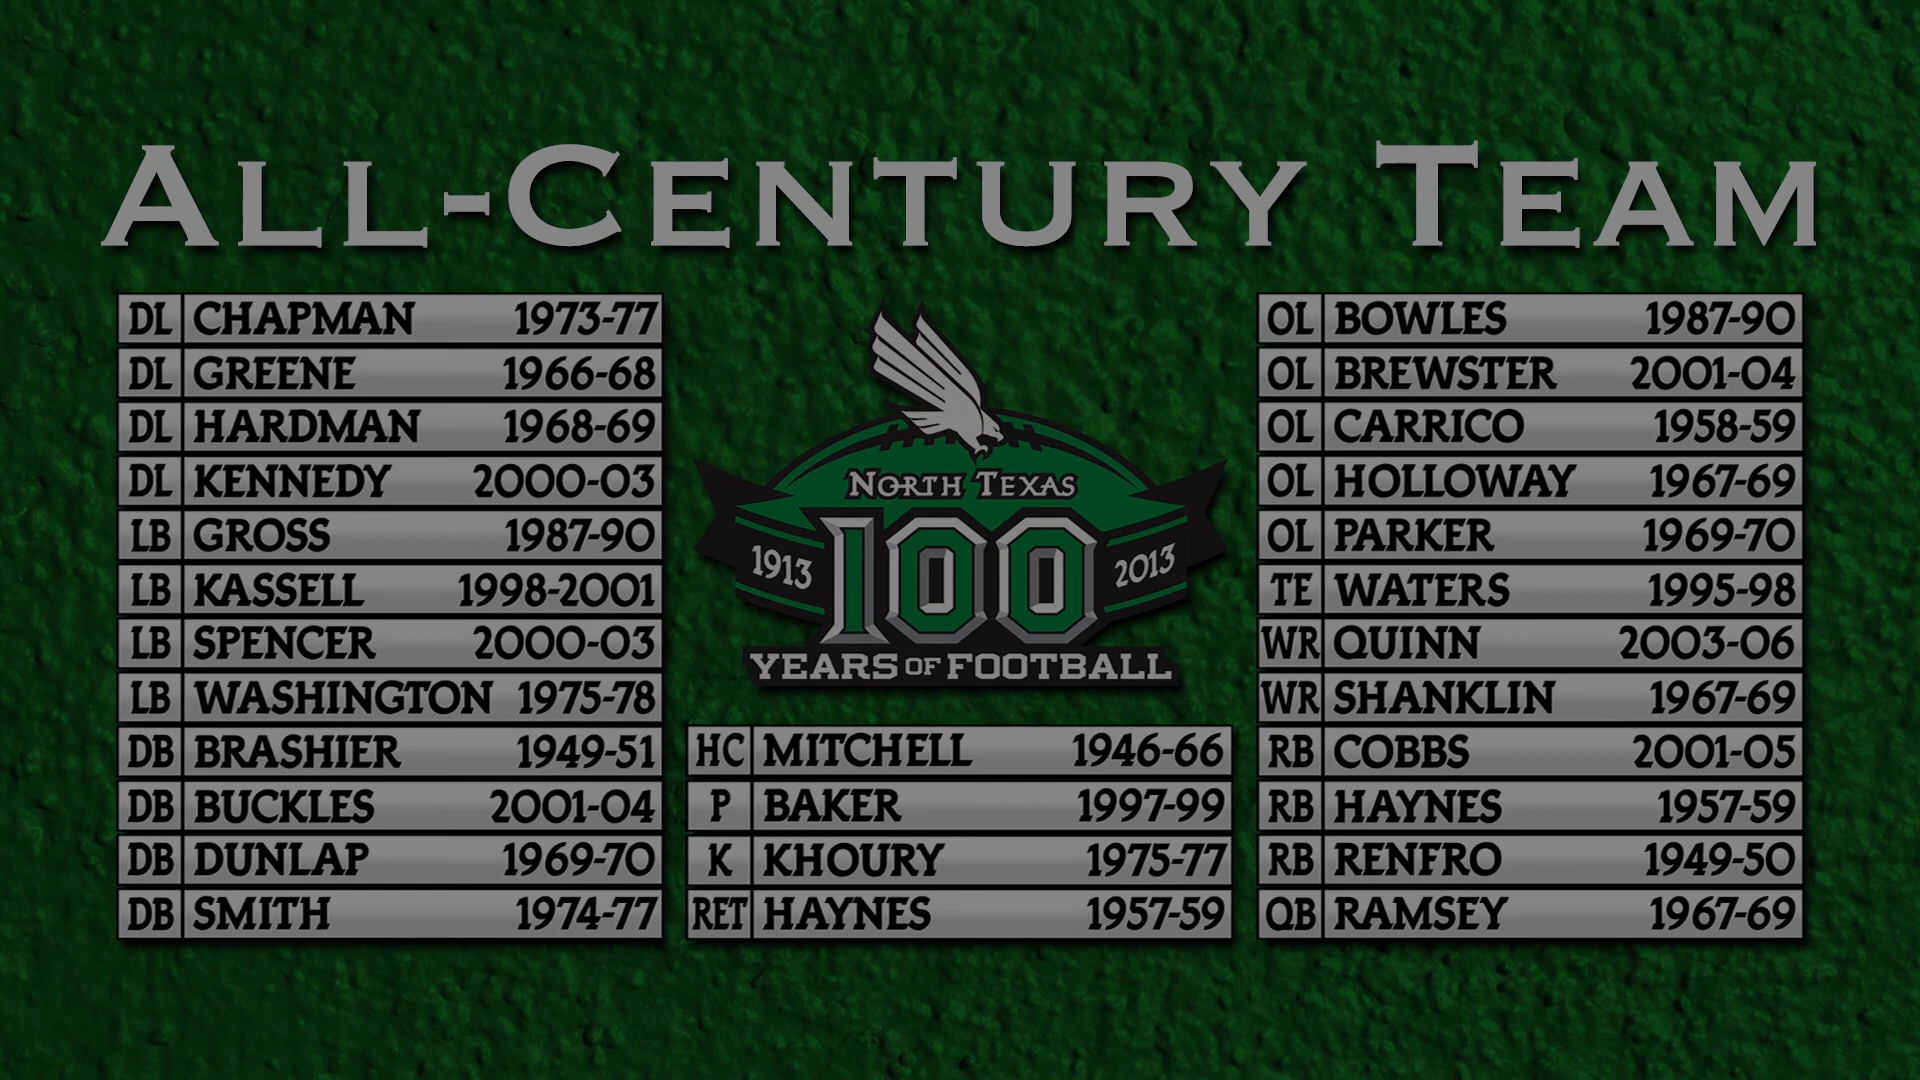 ALL-CENTURY TEAM
DL CHAPMAN 1973-77
DL GREENE 1966-68
DL HARDMAN 1968-69
DL KENNEDY 2000-03
LB GROSS 1987-90
LB KASSELL 1998-2001
LB SPENCER 2000-03
LB WASHINGTON 1975-78
DB BRASHIER 1949-51
DB BUCKLES 2001-04
DB DUNLAP 1969-70
DB SMITH 1974-77
NORTH TEXAS
1913 100 2013
YEARS OF FOOTBALL
HC MITCHELL 1946-66
P BAKER 1997-99
K KHOURY 1975-77
RET HAYNES 1957-59
OL BOWLES 1987-90
OL BREWSTER 2001-04
OL CARRICO 1958-59
OL HOLLOWAY 1967-69
OL PARKER 1969-70
TE WATERS 1995-98
WR QUINN 2003-06
WR SHANKLIN 1967-69
RB COBBS 2001-05
RB HAYNES 1957-59
RB RENFRO 1949-50
QB RAMSEY 1967-69